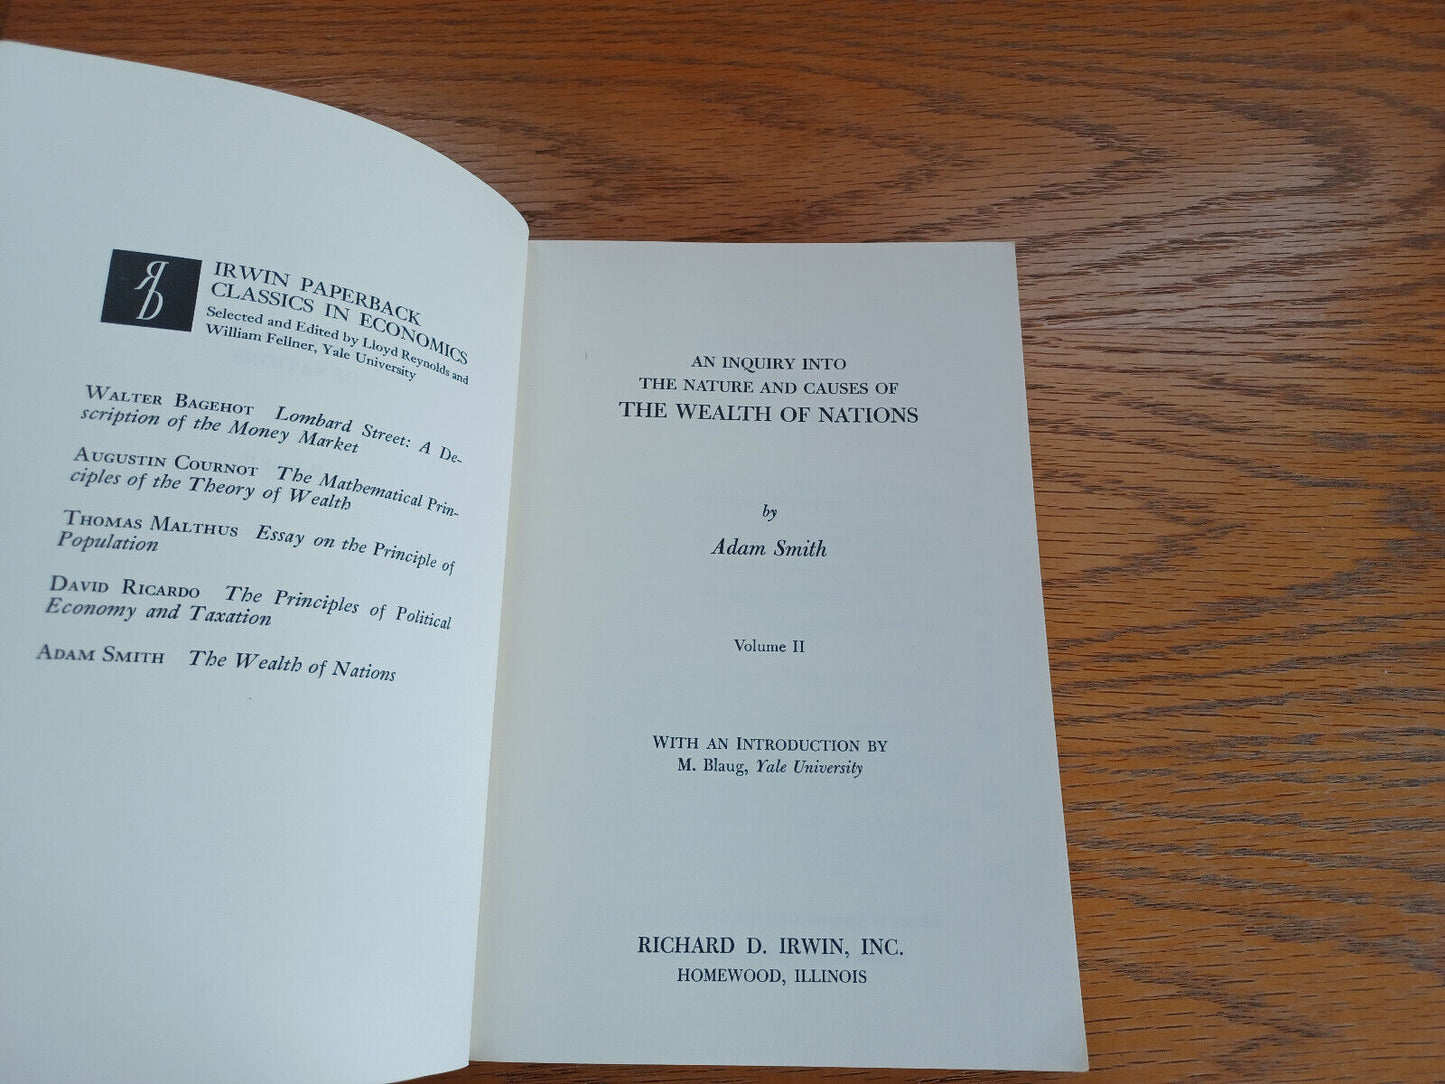 IRWIN PAPERBACK
CLASSICS IN ECONOMICS
Selected and Edited by Lloyd Reynolds and
William Fellner, Yale University
WALTER BAGEHOT Lombard Street: A De-
scription of the Money Market
AUGUSTIN COURNOT The Mathematical Prin-
ciples of the Theory of Wealth
THOMAS MALTHUS Essay on the Principle of
Population
DAVID RICARDO The Principles of Political
Economy and Taxation
ADAM SMITH The Wealth of Nations
AN INQUIRY INTO
THE NATURE AND CAUSES OF
THE WEALTH OF NATIONS
by
Adam Smith
Volume II
WITH AN INTRODUCTION BY
M. Blaug, Yale University
RICHARD D. IRWIN, INC.
HOMEWOOD, ILLINOIS